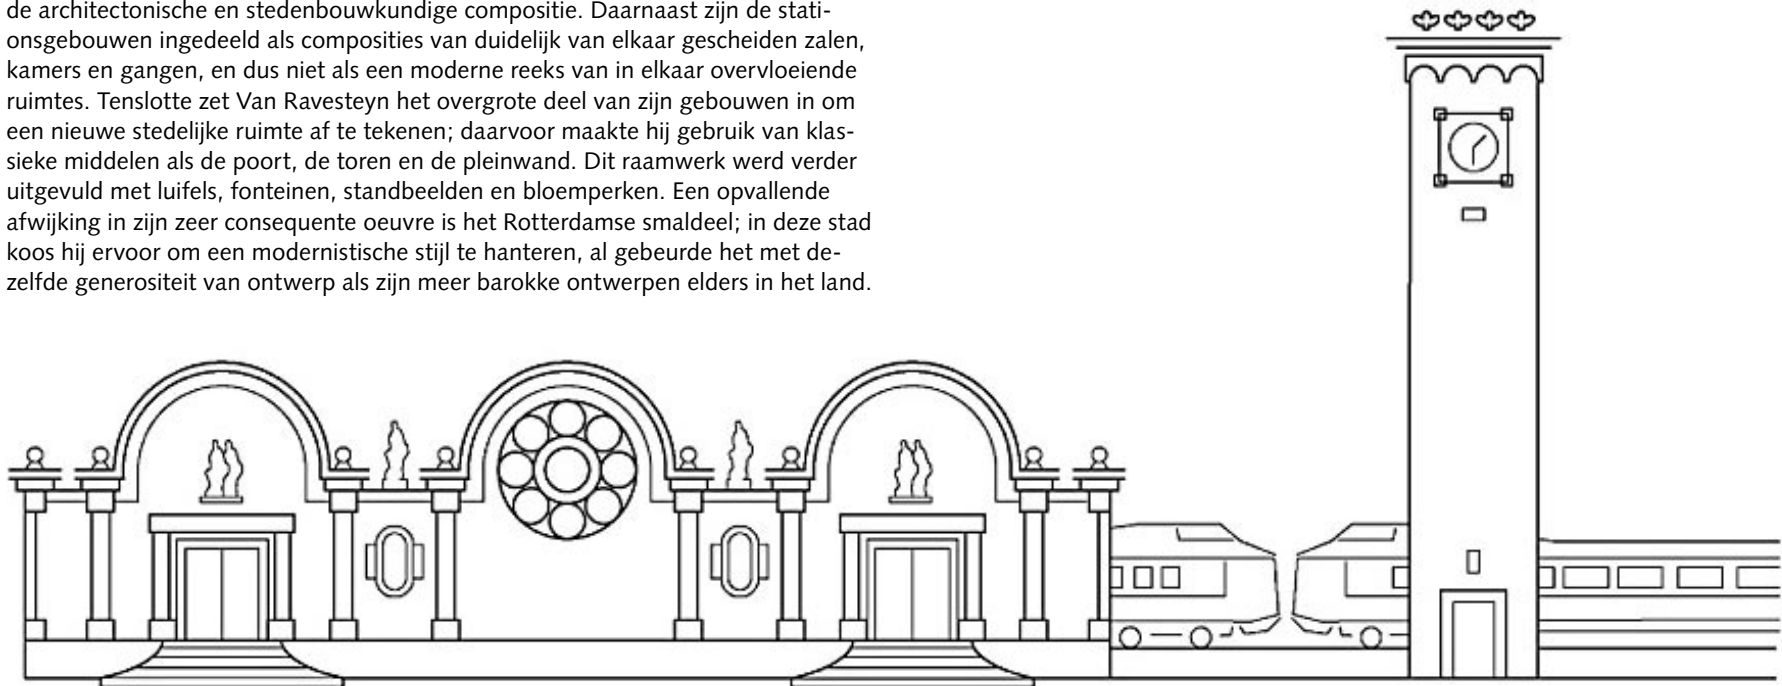 de architectonische en stedenbouwkundige compositie. Daarnaast zijn de stati-
onsgebouwen ingedeeld als composities van duidelijk van elkaar gescheiden zalen,
kamers en gangen, en dus niet als een moderne reeks van in elkaar overvloeiende
ruimtes. Tenslotte zet Van Ravesteyn het overgrote deel van zijn gebouwen in om
een nieuwe stedelijke ruimte af te tekenen; daarvoor maakte hij gebruik van klas-
sieke middelen als de poort, de toren en de pleinwand. Dit raamwerk werd verder
uitgevuld met luifels, fonteinen, standbeelden en bloemperken. Een opvallende
afwijking in zijn zeer consequente oeuvre is het Rotterdamse smaldeel; in deze stad
koos hij ervoor om een modernistische stijl te hanteren, al gebeurde het met de-
zelfde generositeit van ontwerp als zijn meer barokke ontwerpen elders in het land.